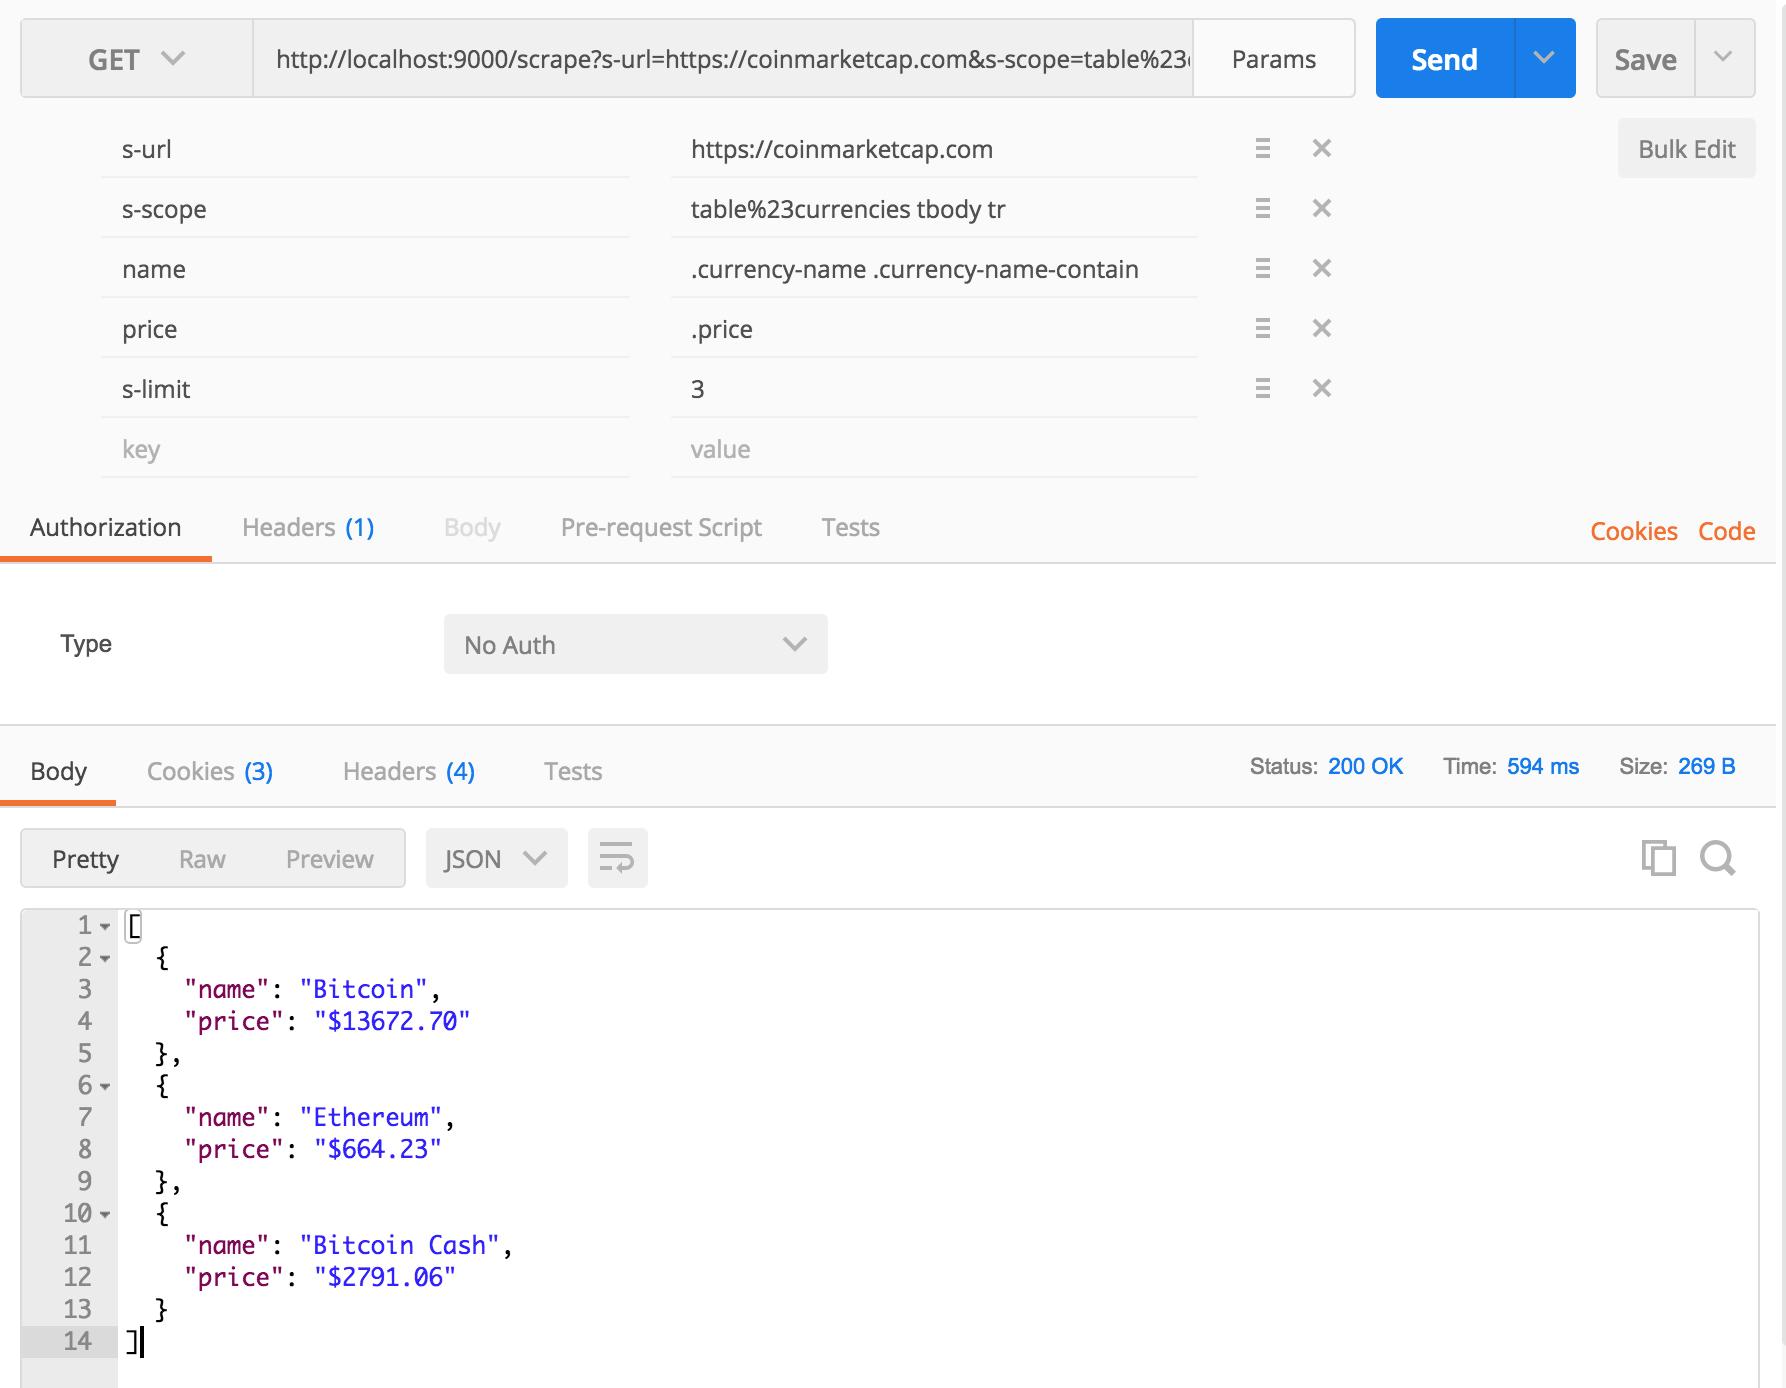 GET http://localhost:9000/scrape?s-url=https://coinmarketcap.com&s-scope=table%23 Params Send Save
s-url https://coinmarketcap.com Bulk Edit
s-scope table%23currencies tbody tr
name .currency-name .currency-name-contain
price .price
s-limit 3
key value
Authorization Headers (1) Body Pre-request Script Tests Cookies Code
Type No Auth
Body Cookies (3) Headers (4) Tests Status: 200 OK Time: 594 ms Size: 269 B
Pretty Raw Preview JSON
1 [
2 {
3 "name": "Bitcoin",
4 "price": "$13672.70"
5 },
6 {
7 "name": "Ethereum",
8 "price": "$664.23"
9 },
10 {
11 "name": "Bitcoin Cash",
12 "price": "$2791.06"
13 }
14 ]